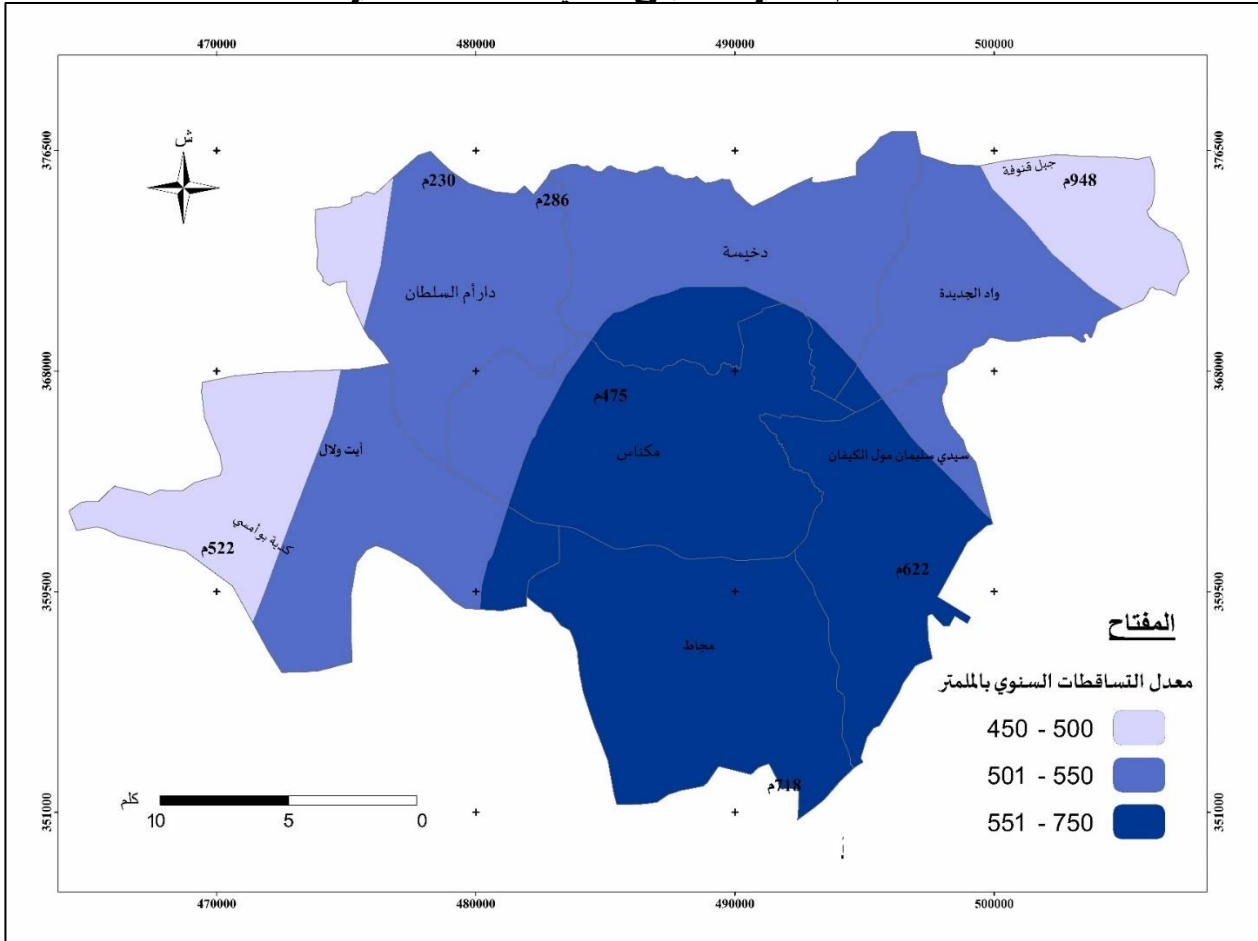 470000 480000 490000 500000
376500 376500
ش
جبل قنوفة
948م
230م
286م
دخيسة
دار أم السلطان
واد الجديدة
368000 368000
475م
أيت ولال
مكناس
سيدي سليمان مول الكيفان
كدية بوأمسي
522م
622م
359500 359500
المفتاح
مجاط
معدل التساقطات السنوي بالملمتر
450 - 500
501 - 550
551 - 750
718م
كلم
10 5 0
351000 351000
470000 480000 490000 500000